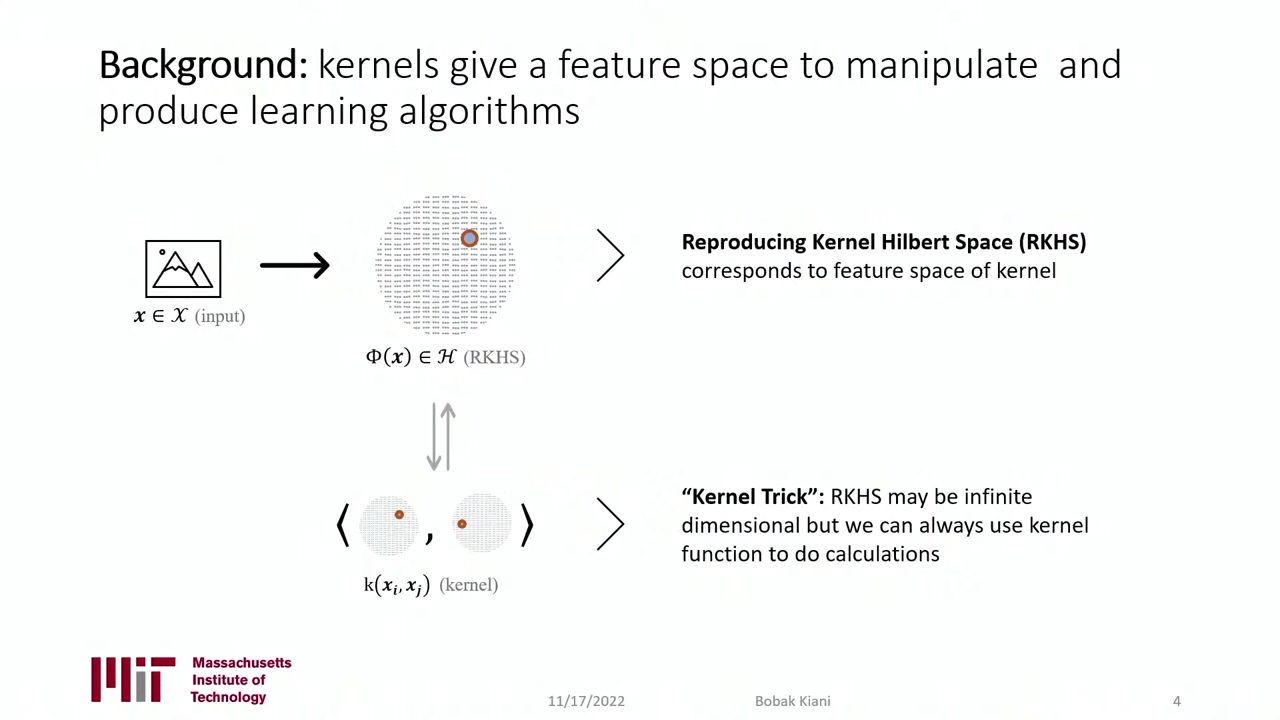 Background: kernels give a feature space to manipulate and
produce learning algorithms
x ∈ 𝒳 (input)
Φ(x) ∈ ℋ (RKHS)
Reproducing Kernel Hilbert Space (RKHS)
corresponds to feature space of kernel
⟨ , ⟩
k(xᵢ, xⱼ) (kernel)
“Kernel Trick”: RKHS may be infinite
dimensional but we can always use kernel
function to do calculations
MIT
Massachusetts
Institute of
Technology
11/17/2022
Bobak Kiani
4